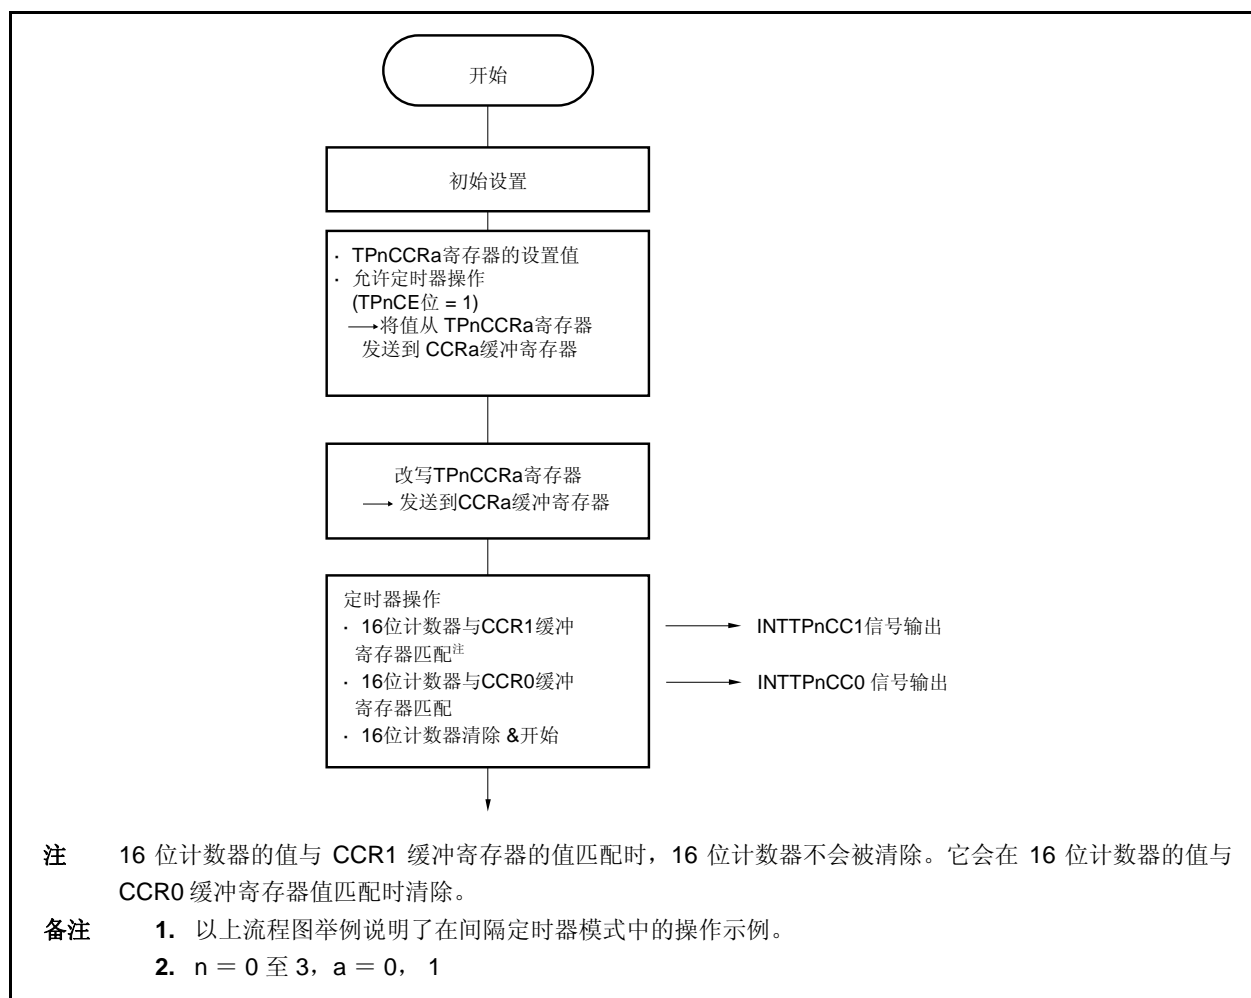 开始
初始设置
· TPnCCRa寄存器的设置值
· 允许定时器操作
(TPnCE位 = 1)
→将值从 TPnCCRa寄存器
发送到 CCRa缓冲寄存器
改写TPnCCRa寄存器
→ 发送到CCRa缓冲寄存器
定时器操作
· 16位计数器与CCR1缓冲
寄存器匹配注
· 16位计数器与CCR0缓冲
寄存器匹配
· 16位计数器清除 &开始
INTTPnCC1信号输出
INTTPnCC0 信号输出
注 16 位计数器的值与 CCR1 缓冲寄存器的值匹配时，16 位计数器不会被清除。它会在 16 位计数器的值与
CCR0 缓冲寄存器值匹配时清除。
备注 1. 以上流程图举例说明了在间隔定时器模式中的操作示例。
2. n ＝ 0 至 3，a ＝ 0， 1